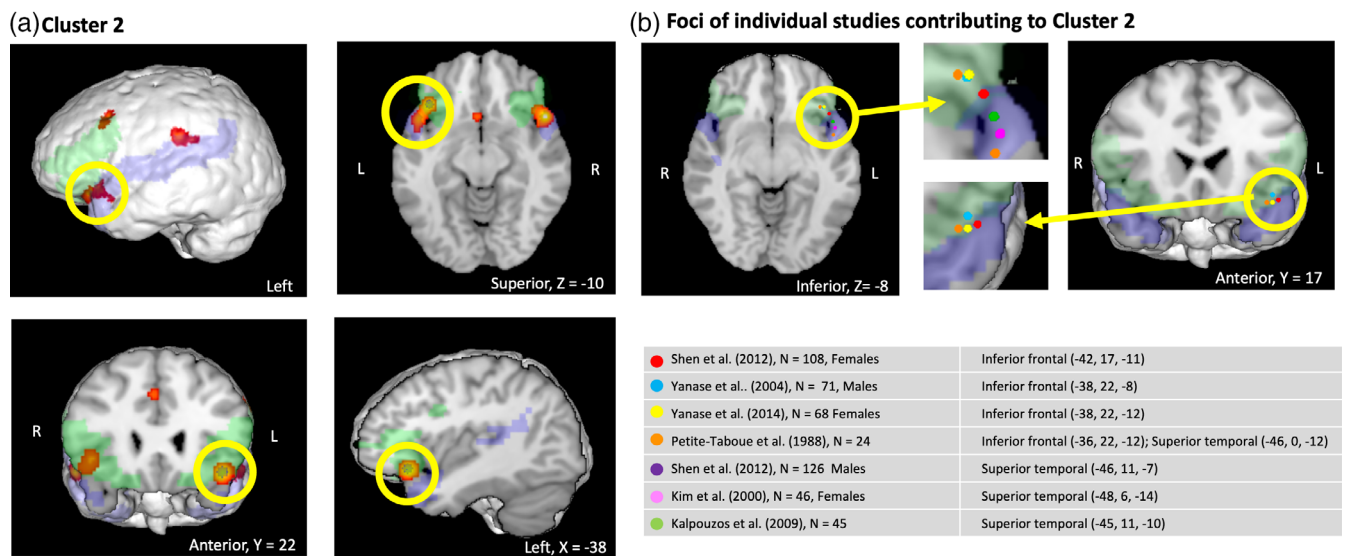 (a) Cluster 2
(b) Foci of individual studies contributing to Cluster 2
Left
L
R
Superior, Z = -10
R
L
Inferior, Z= -8
R
L
Anterior, Y = 17
R
L
Anterior, Y = 22
Left, X = -38
Shen et al. (2012), N = 108, Females Inferior frontal (-42, 17, -11)
Yanase et al.. (2004), N = 71, Males Inferior frontal (-38, 22, -8)
Yanase et al. (2014), N = 68 Females Inferior frontal (-38, 22, -12)
Petite-Taboue et al. (1988), N = 24 Inferior frontal (-36, 22, -12); Superior temporal (-46, 0, -12)
Shen et al. (2012), N = 126 Males Superior temporal (-46, 11, -7)
Kim et al. (2000), N = 46, Females Superior temporal (-48, 6, -14)
Kalpouzos et al. (2009), N = 45 Superior temporal (-45, 11, -10)